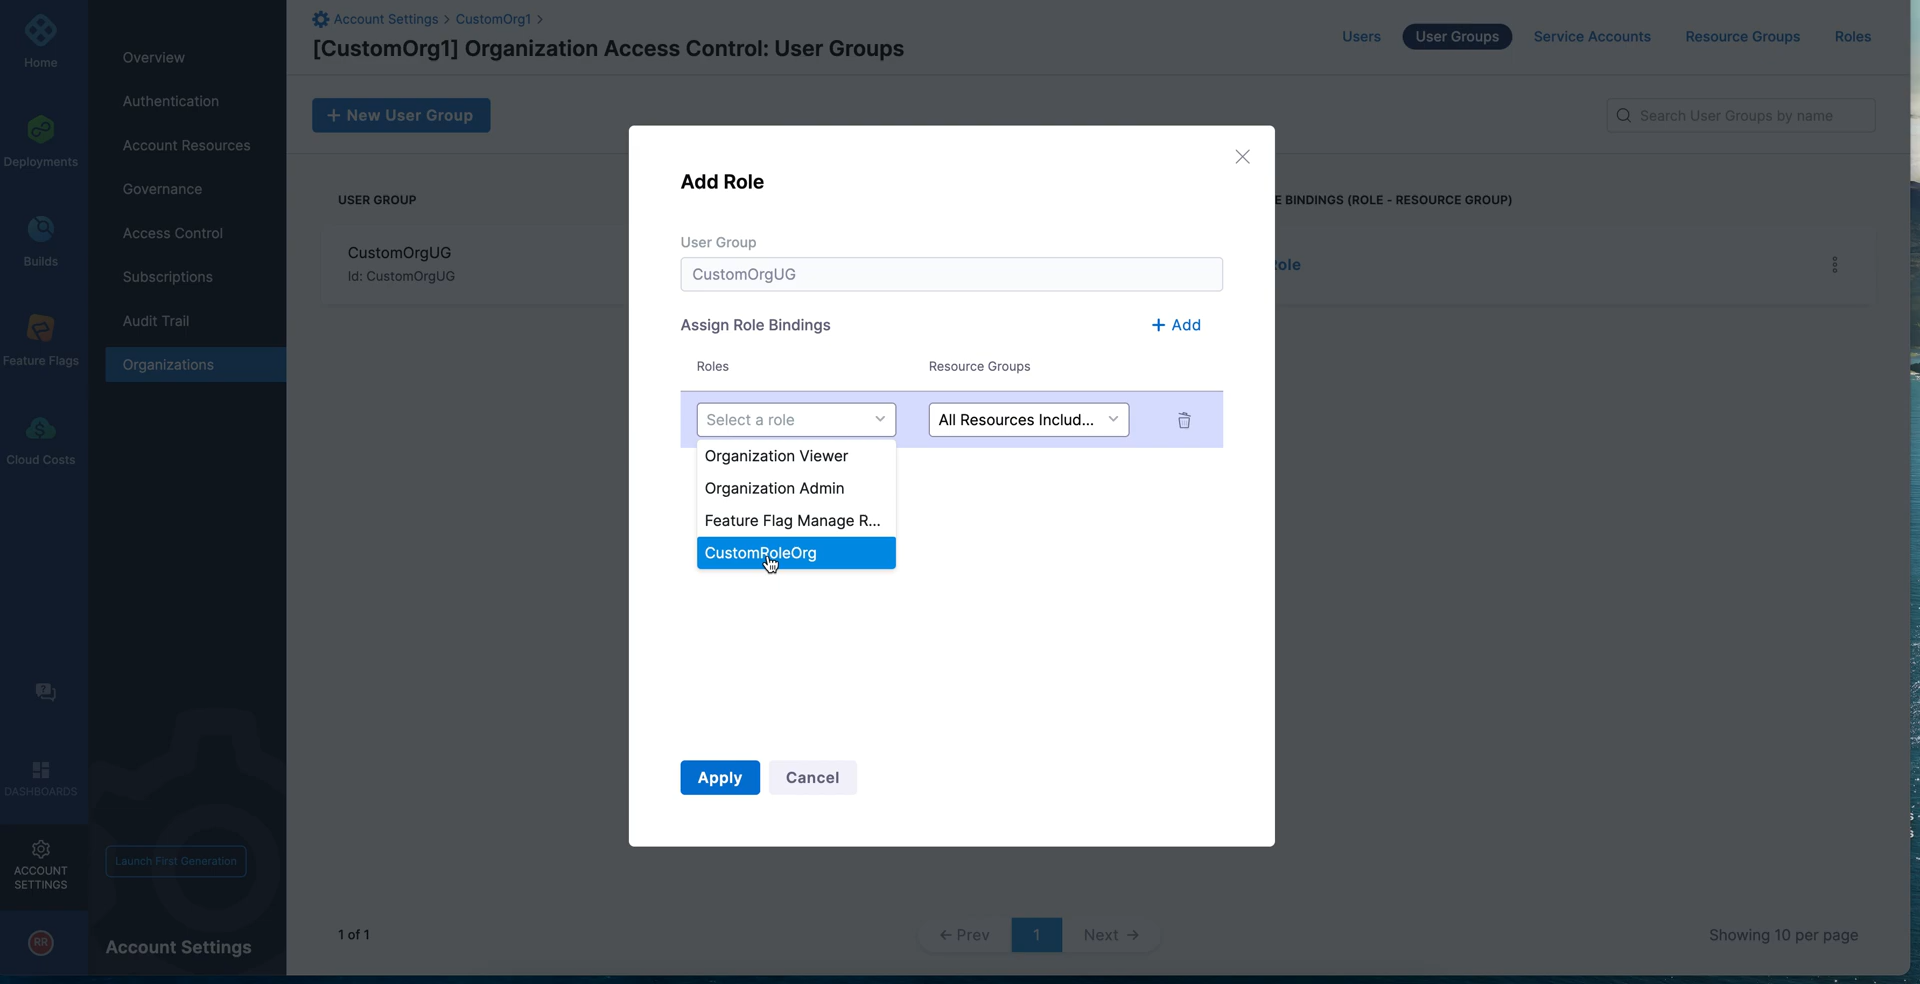 Home
Deployments
Builds
Feature Flags
Cloud Costs
DASHBOARDS
ACCOUNT
SETTINGS
RR
Overview
Authentication
Account Resources
Governance
Access Control
Subscriptions
Audit Trail
Organizations
Launch First Generation
Account Settings
Account Settings > CustomOrg1 >
[CustomOrg1] Organization Access Control: User Groups
Users
User Groups
Service Accounts
Resource Groups
Roles
+ New User Group
Search User Groups by name
USER GROUP
E BINDINGS (ROLE - RESOURCE GROUP)
CustomOrgUG
Id: CustomOrgUG
ole
Add Role
User Group
CustomOrgUG
Assign Role Bindings
+ Add
Roles
Resource Groups
Select a role
All Resources Includ...
Organization Viewer
Organization Admin
Feature Flag Manage R...
CustomRoleOrg
Apply
Cancel
1 of 1
← Prev
1
Next →
Showing 10 per page